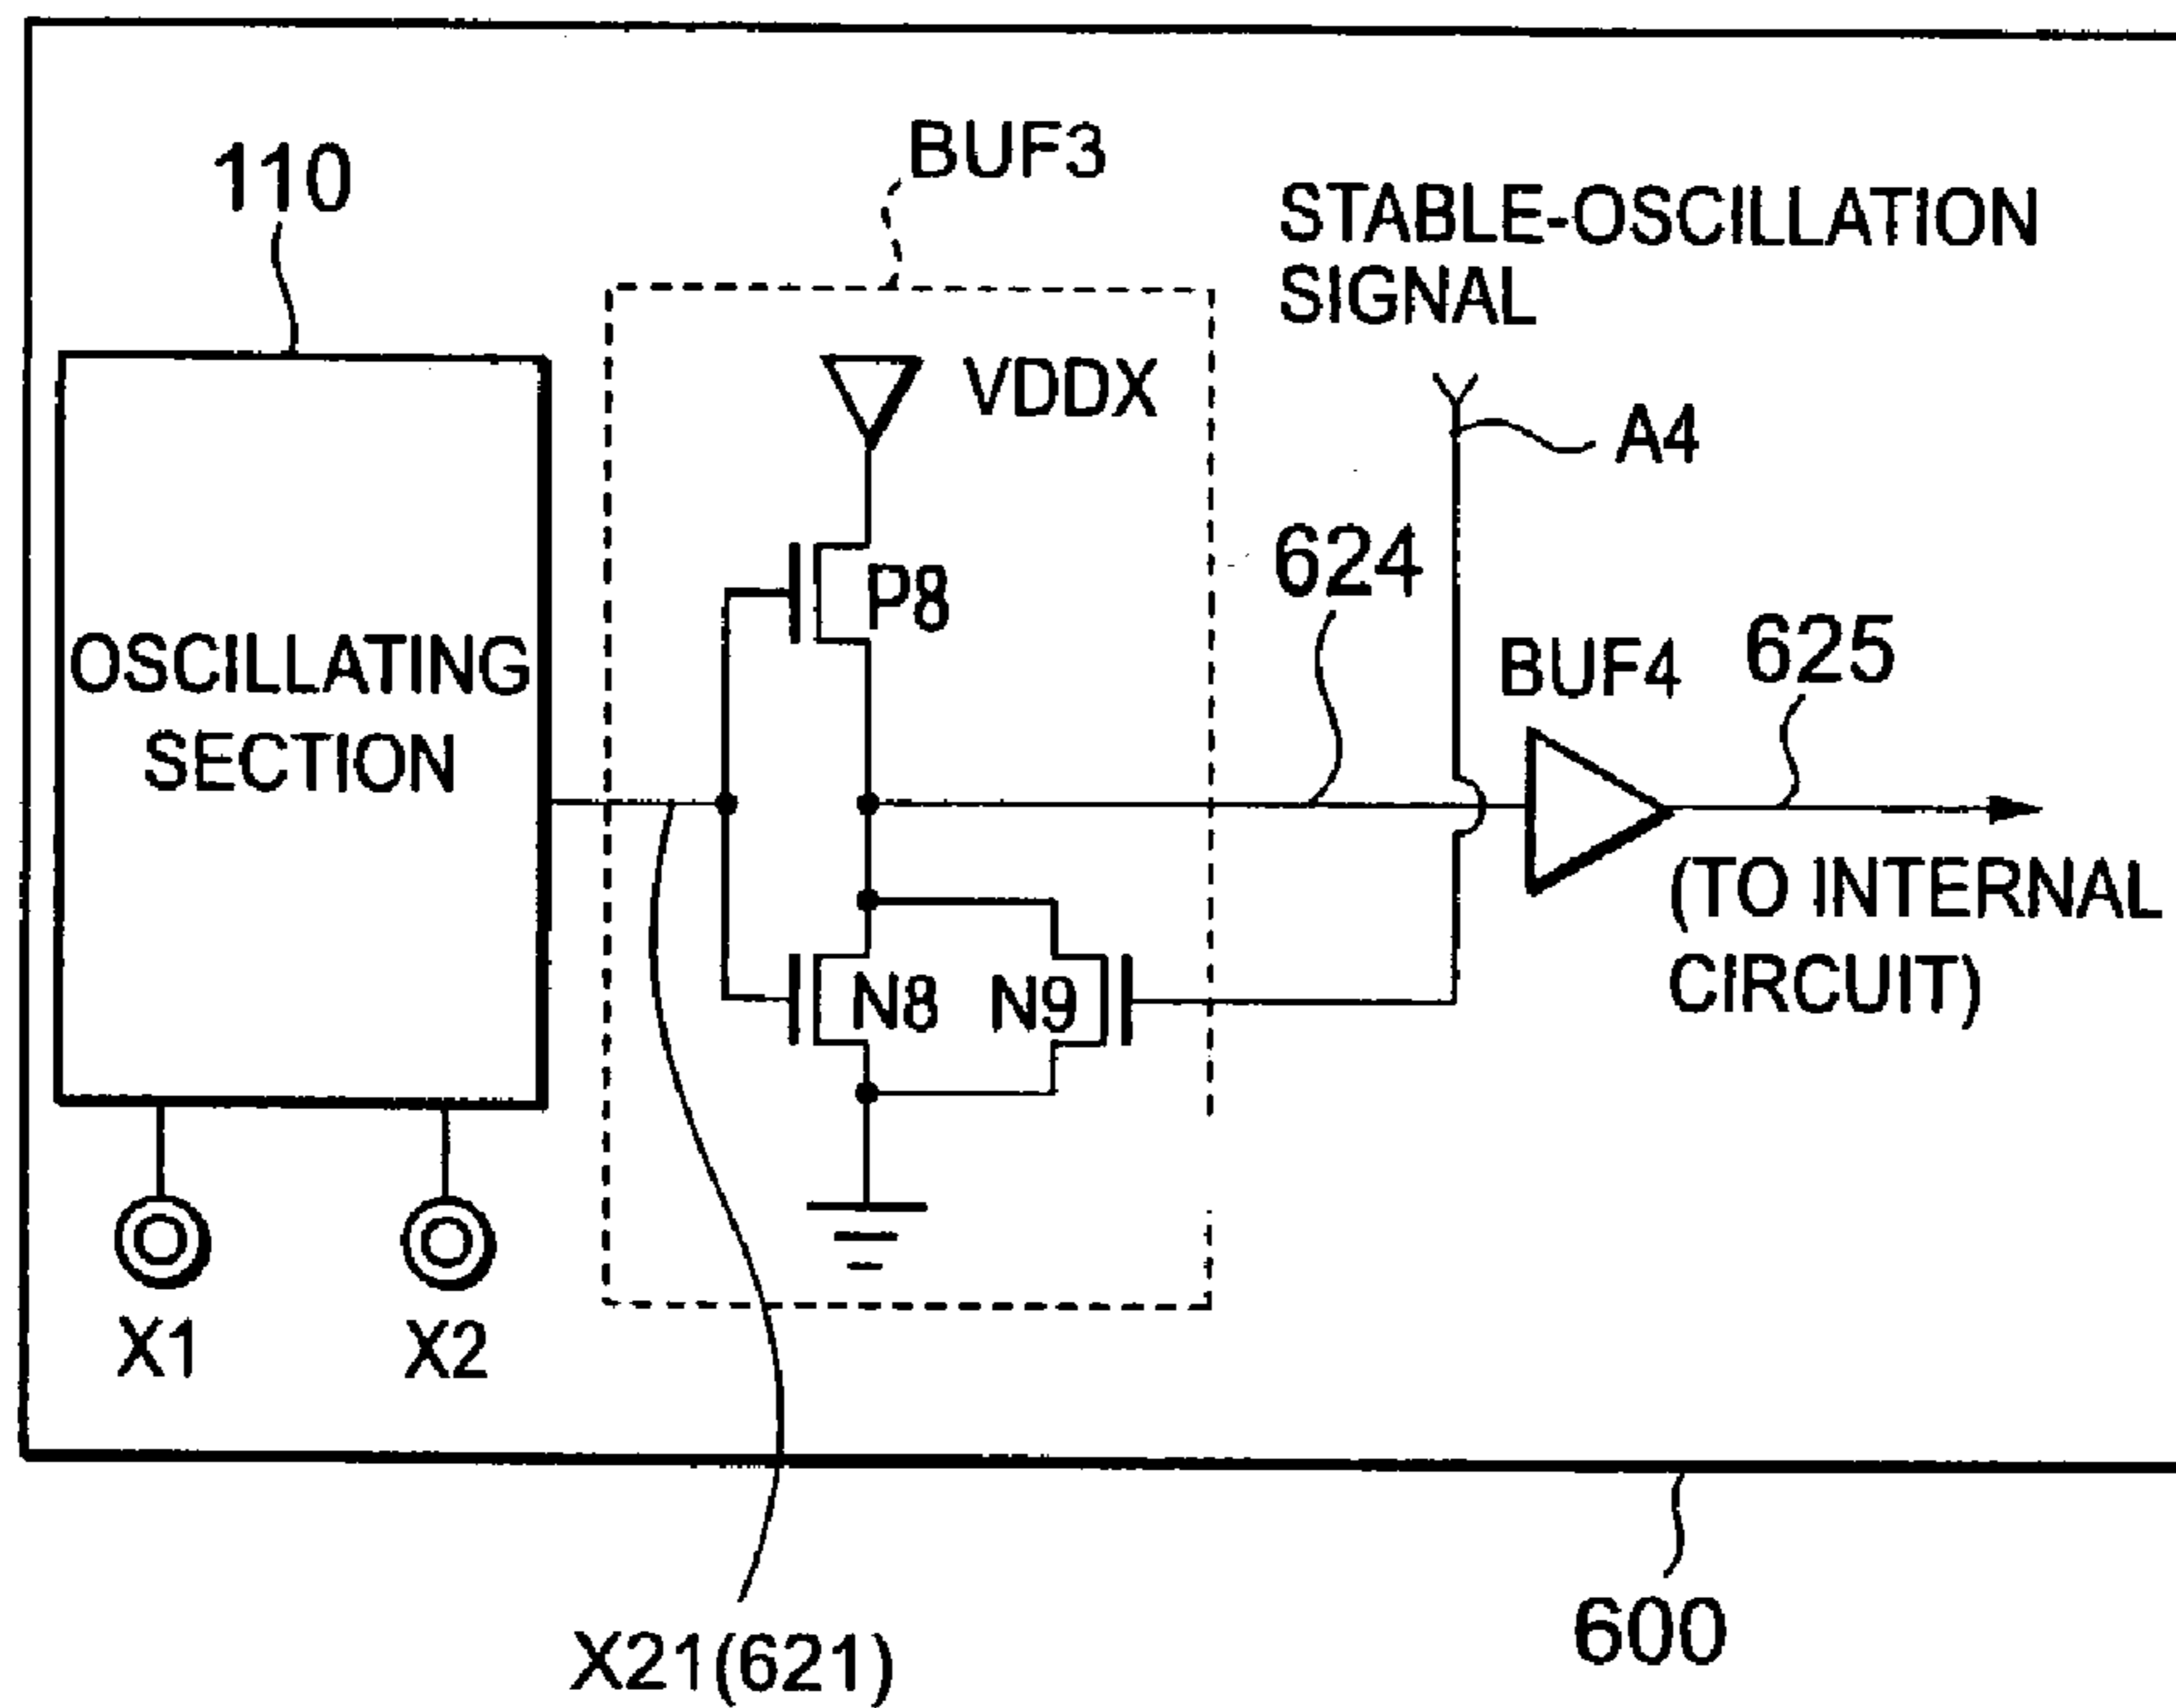 BUF3
110
STABLE-OSCILLATION
SIGNAL
VDDX
A4
624
P8
BUF4
625
OSCILLATING
SECTION
(TO INTERNAL
CIRCUIT)
N8
N9
X1
X2
X21(621)
600